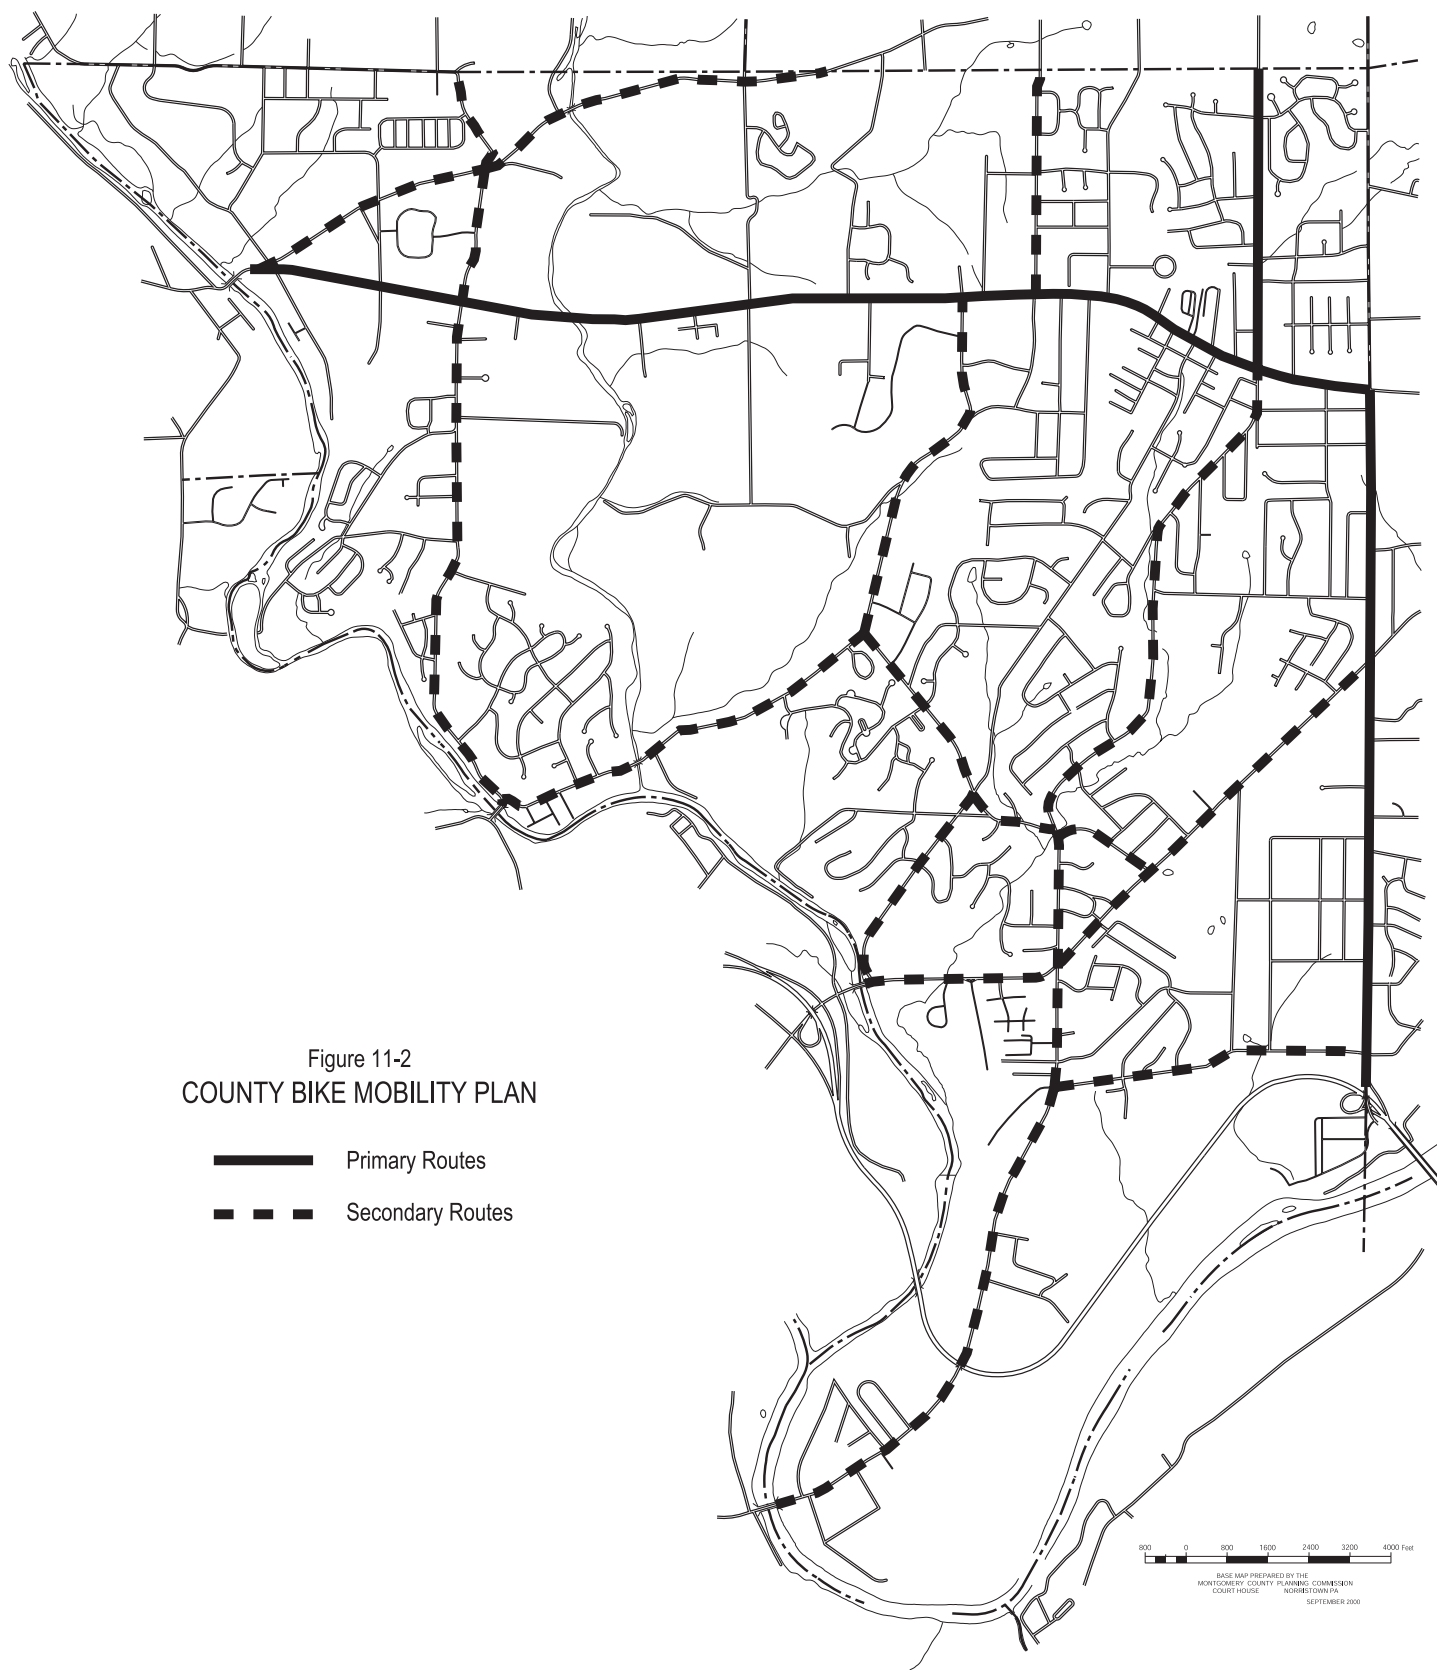 Figure 11-2
COUNTY BIKE MOBILITY PLAN
Primary Routes
Secondary Routes
800 0 800 1600 2400 3200 4000 Feet
BASE MAP PREPARED BY THE
MONTGOMERY COUNTY PLANNING COMMISSION
COURT HOUSE NORRISTOWN PA
SEPTEMBER 2000